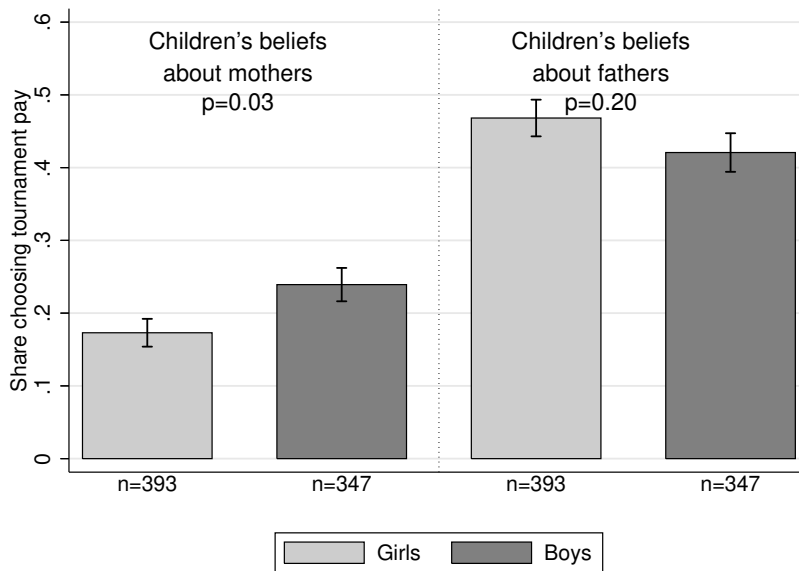 Share choosing tournament pay
.6
.5
.4
.3
.2
.1
0
Children’s beliefs
about mothers
p=0.03
Children’s beliefs
about fathers
p=0.20
n=393
n=347
n=393
n=347
Girls
Boys